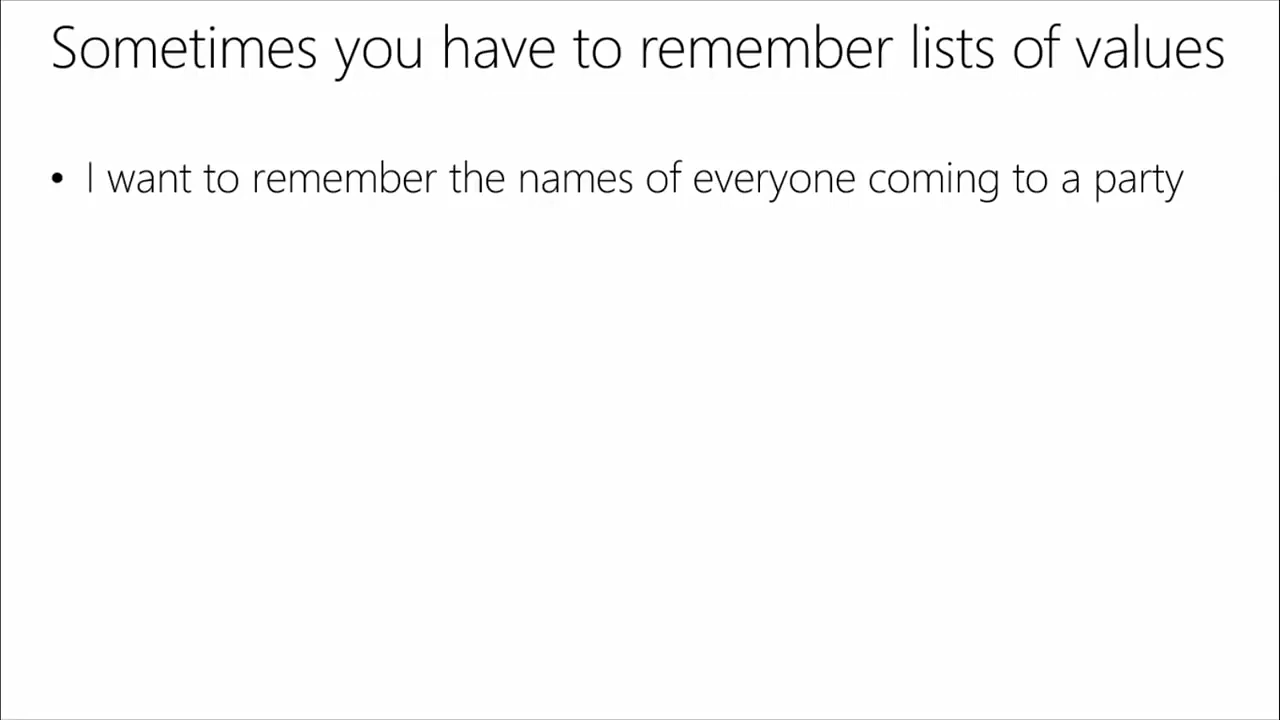 Sometimes you have to remember lists of values
• I want to remember the names of everyone coming to a party